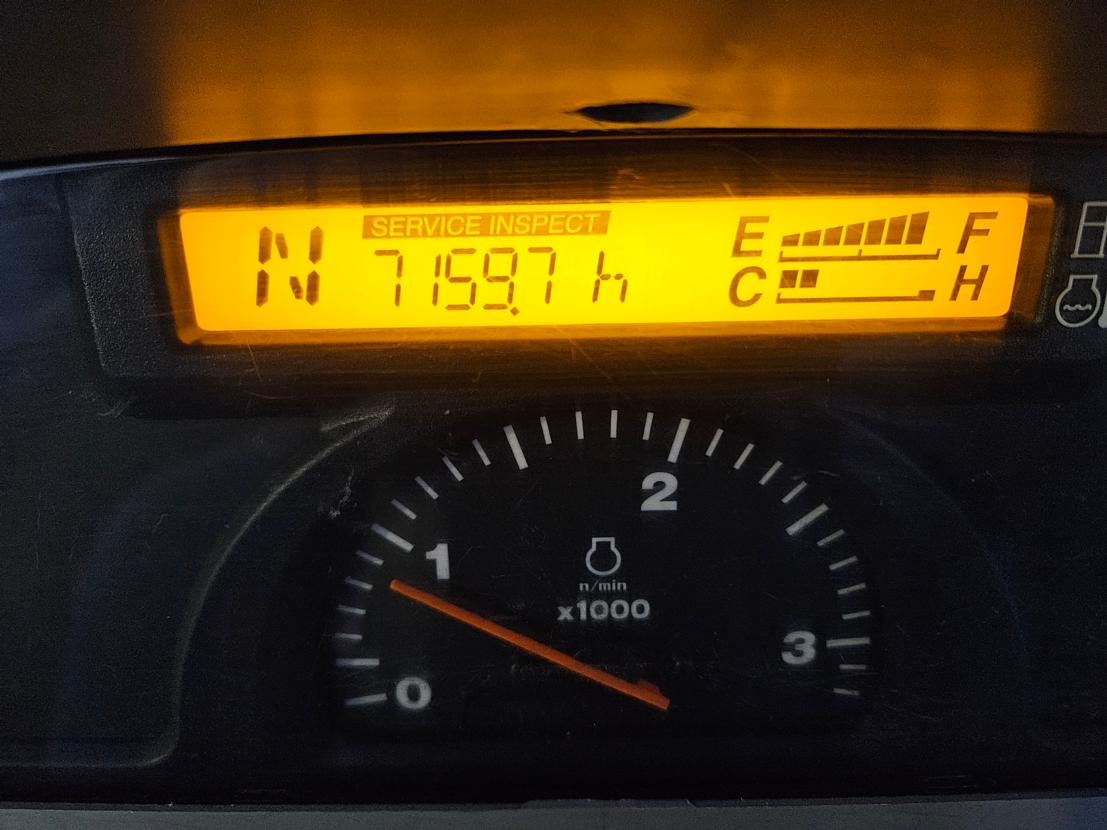 SERVICE INSPECT
N 7159.7 h
E F
C H
2
1
n/min
x1000
3
0